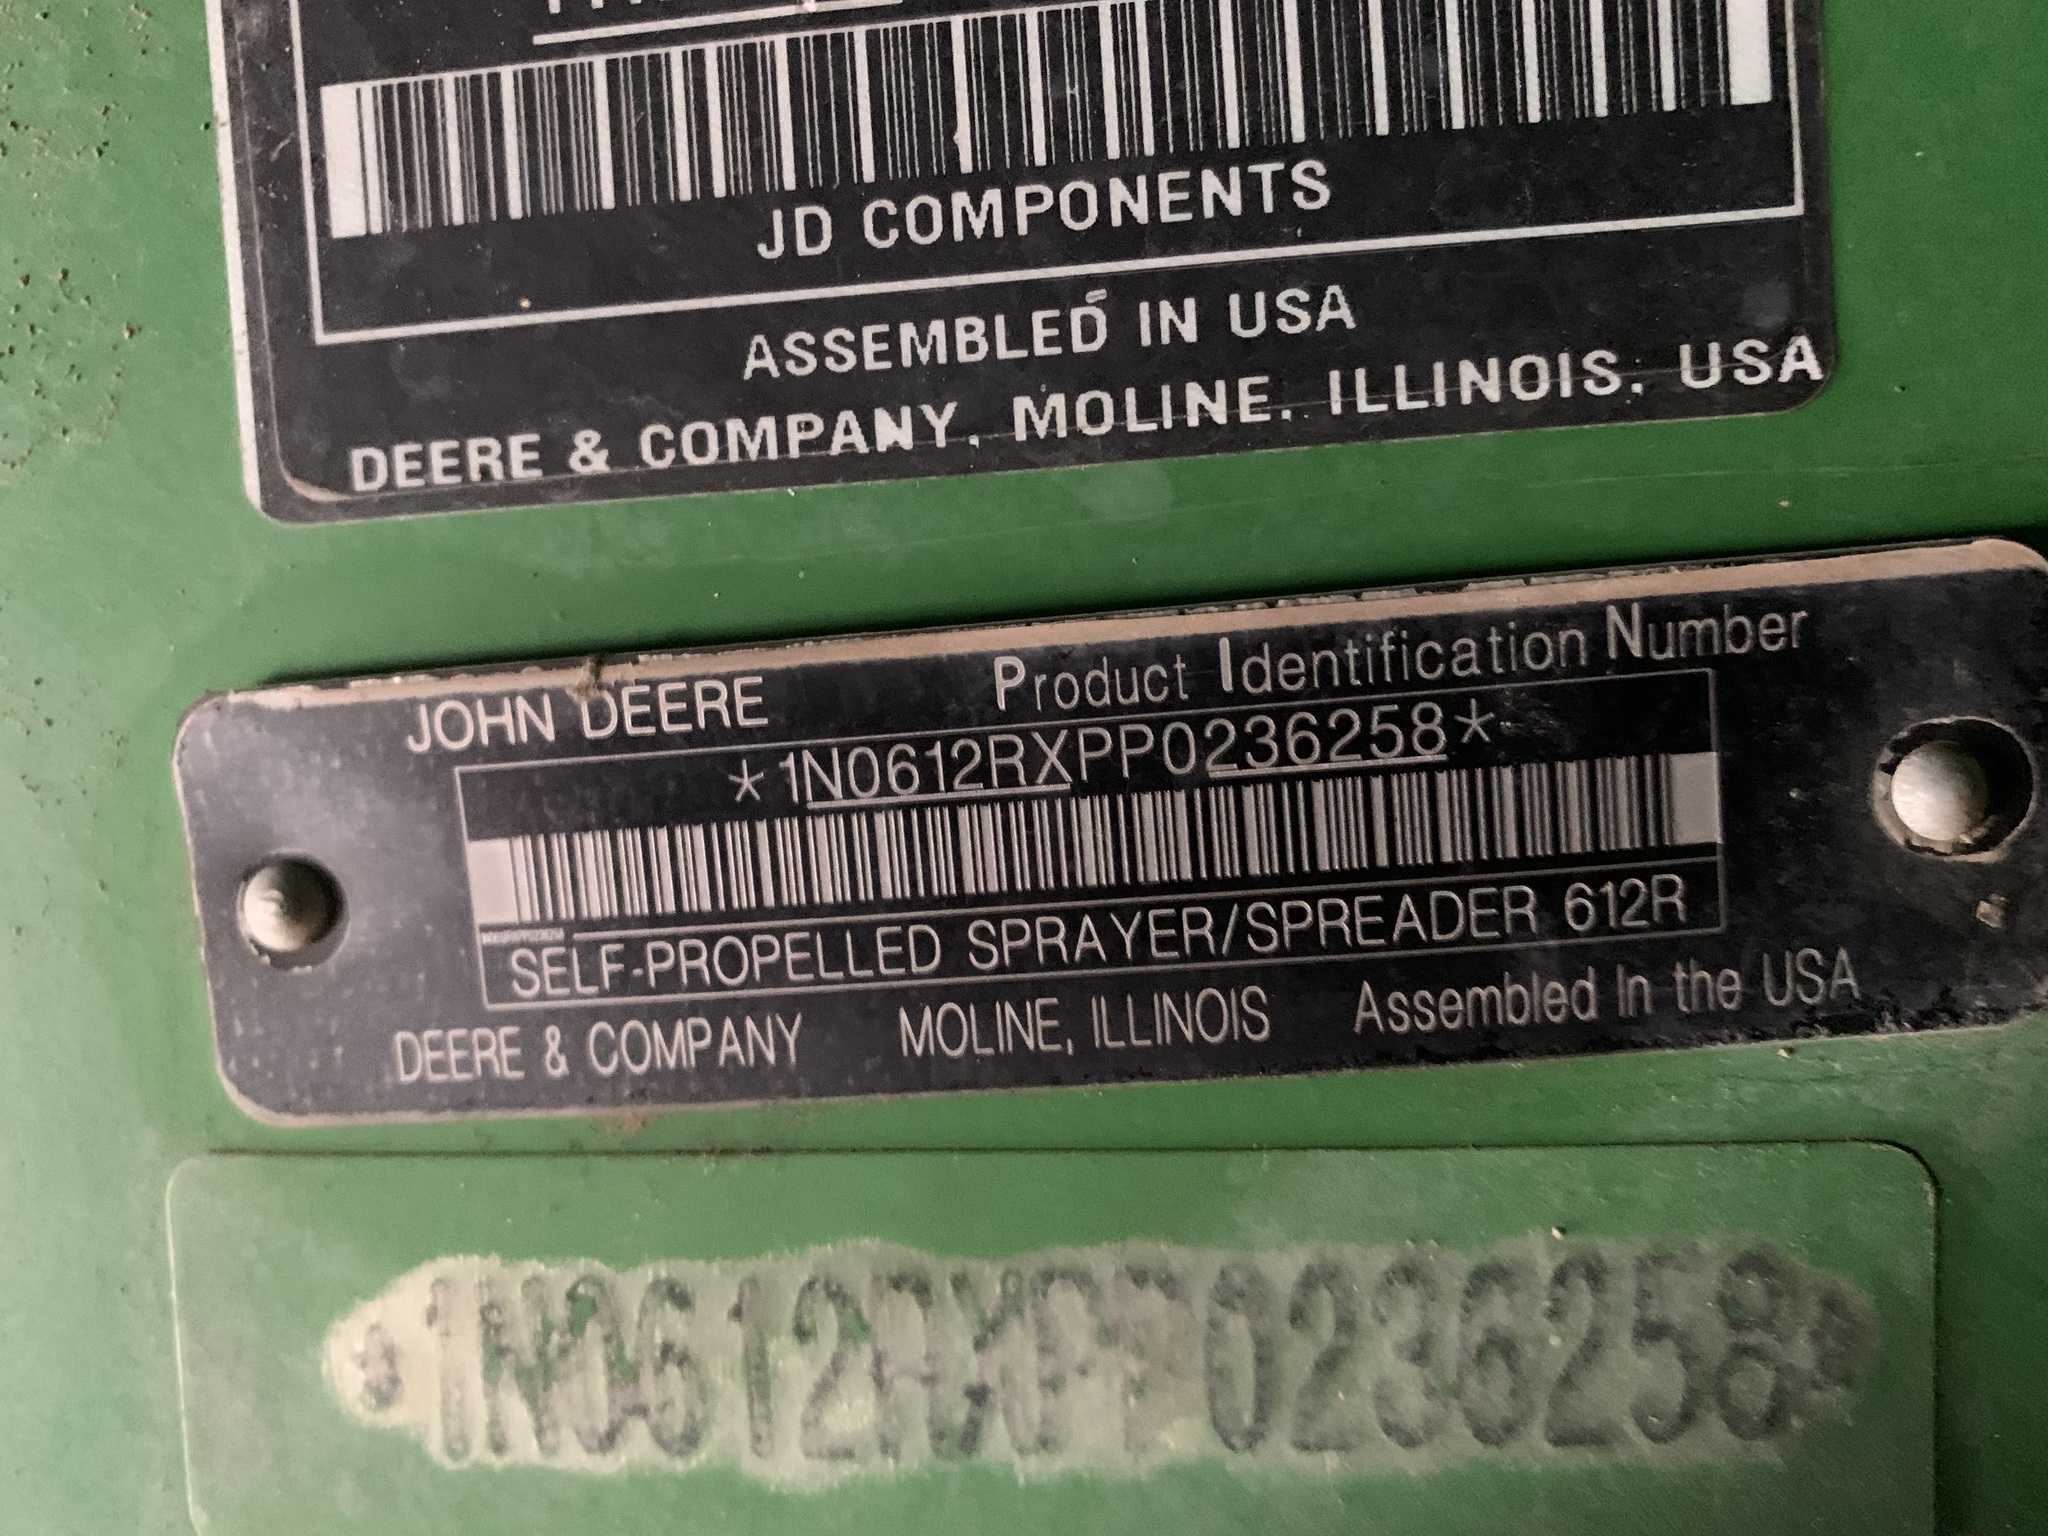 JD COMPONENTS
ASSEMBLED IN USA
DEERE & COMPANY, MOLINE, ILLINOIS, USA
JOHN DEERE Product Identification Number
*1N0612RXPP0236258*
SELF-PROPELLED SPRAYER/SPREADER 612R
DEERE & COMPANY MOLINE, ILLINOIS Assembled In the USA
*1N0612RXPP0236258*